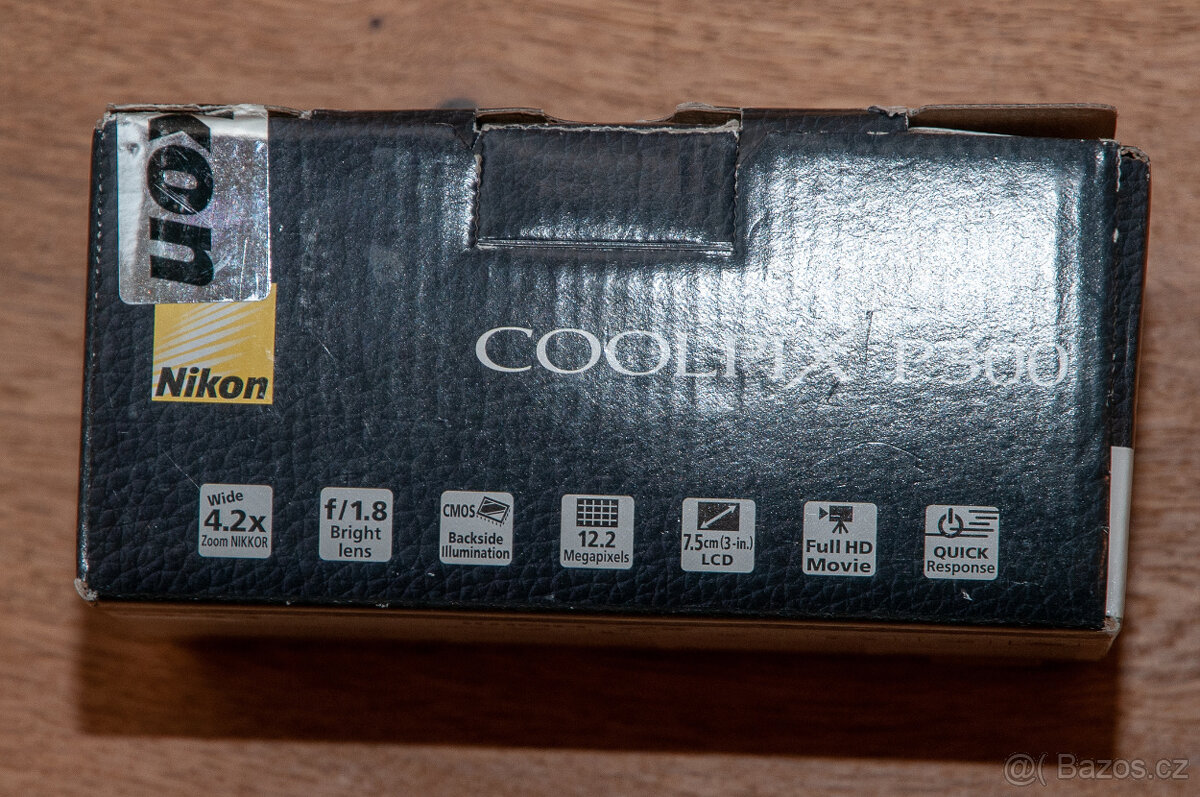 kon
Nikon
COOLPIX P300
Wide
4.2x
Zoom NIKKOR
f/1.8
Bright
lens
CMOS
Backside
Illumination
12.2
Megapixels
7.5cm (3-in.)
LCD
Full HD
Movie
QUICK
Response
@( Bazos.cz